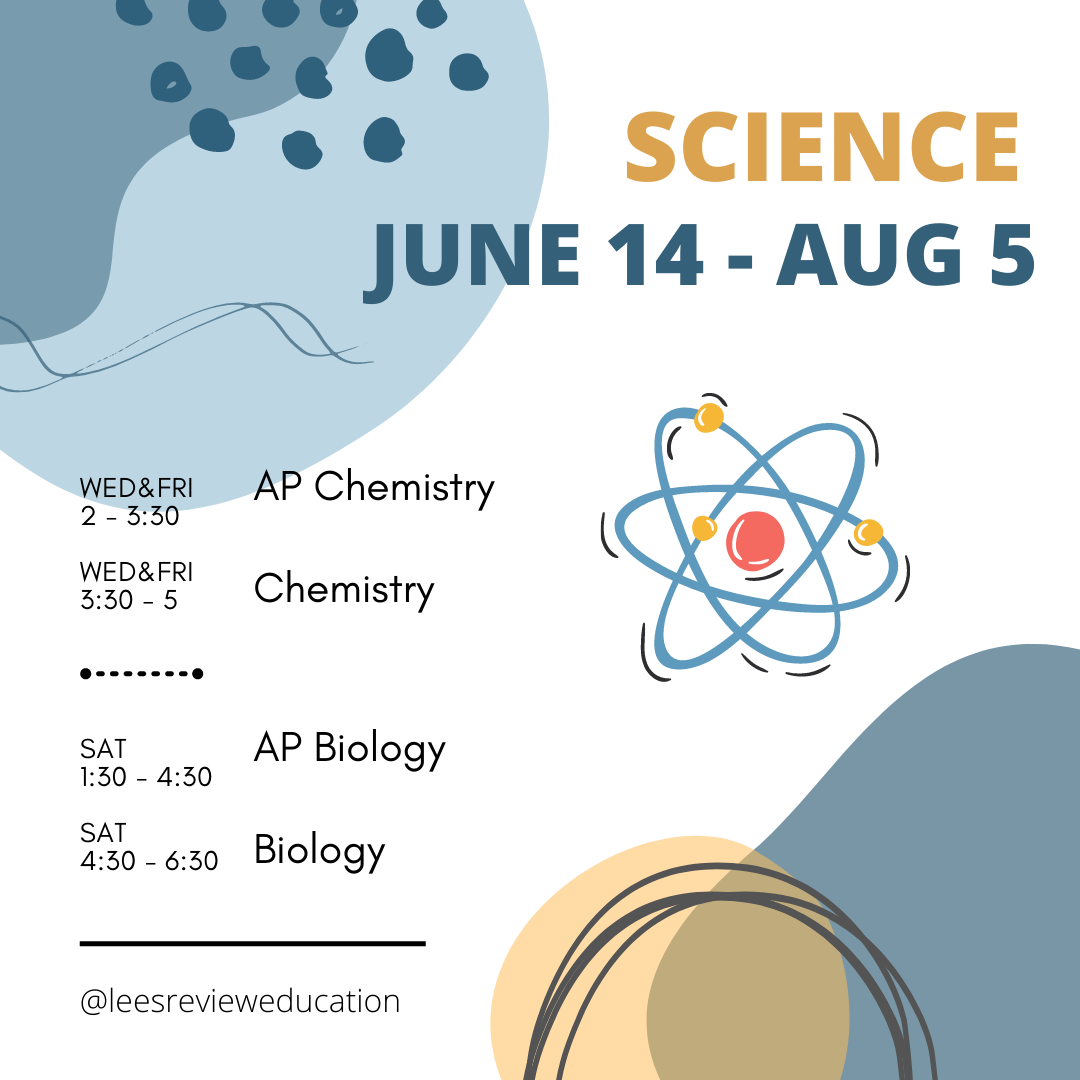 SCIENCE
JUNE 14 - AUG 5
WED&FRI
2 - 3:30
AP Chemistry
WED&FRI
3:30 - 5
Chemistry
SAT
1:30 - 4:30
AP Biology
SAT
4:30 - 6:30
Biology
@leesrevieweducation